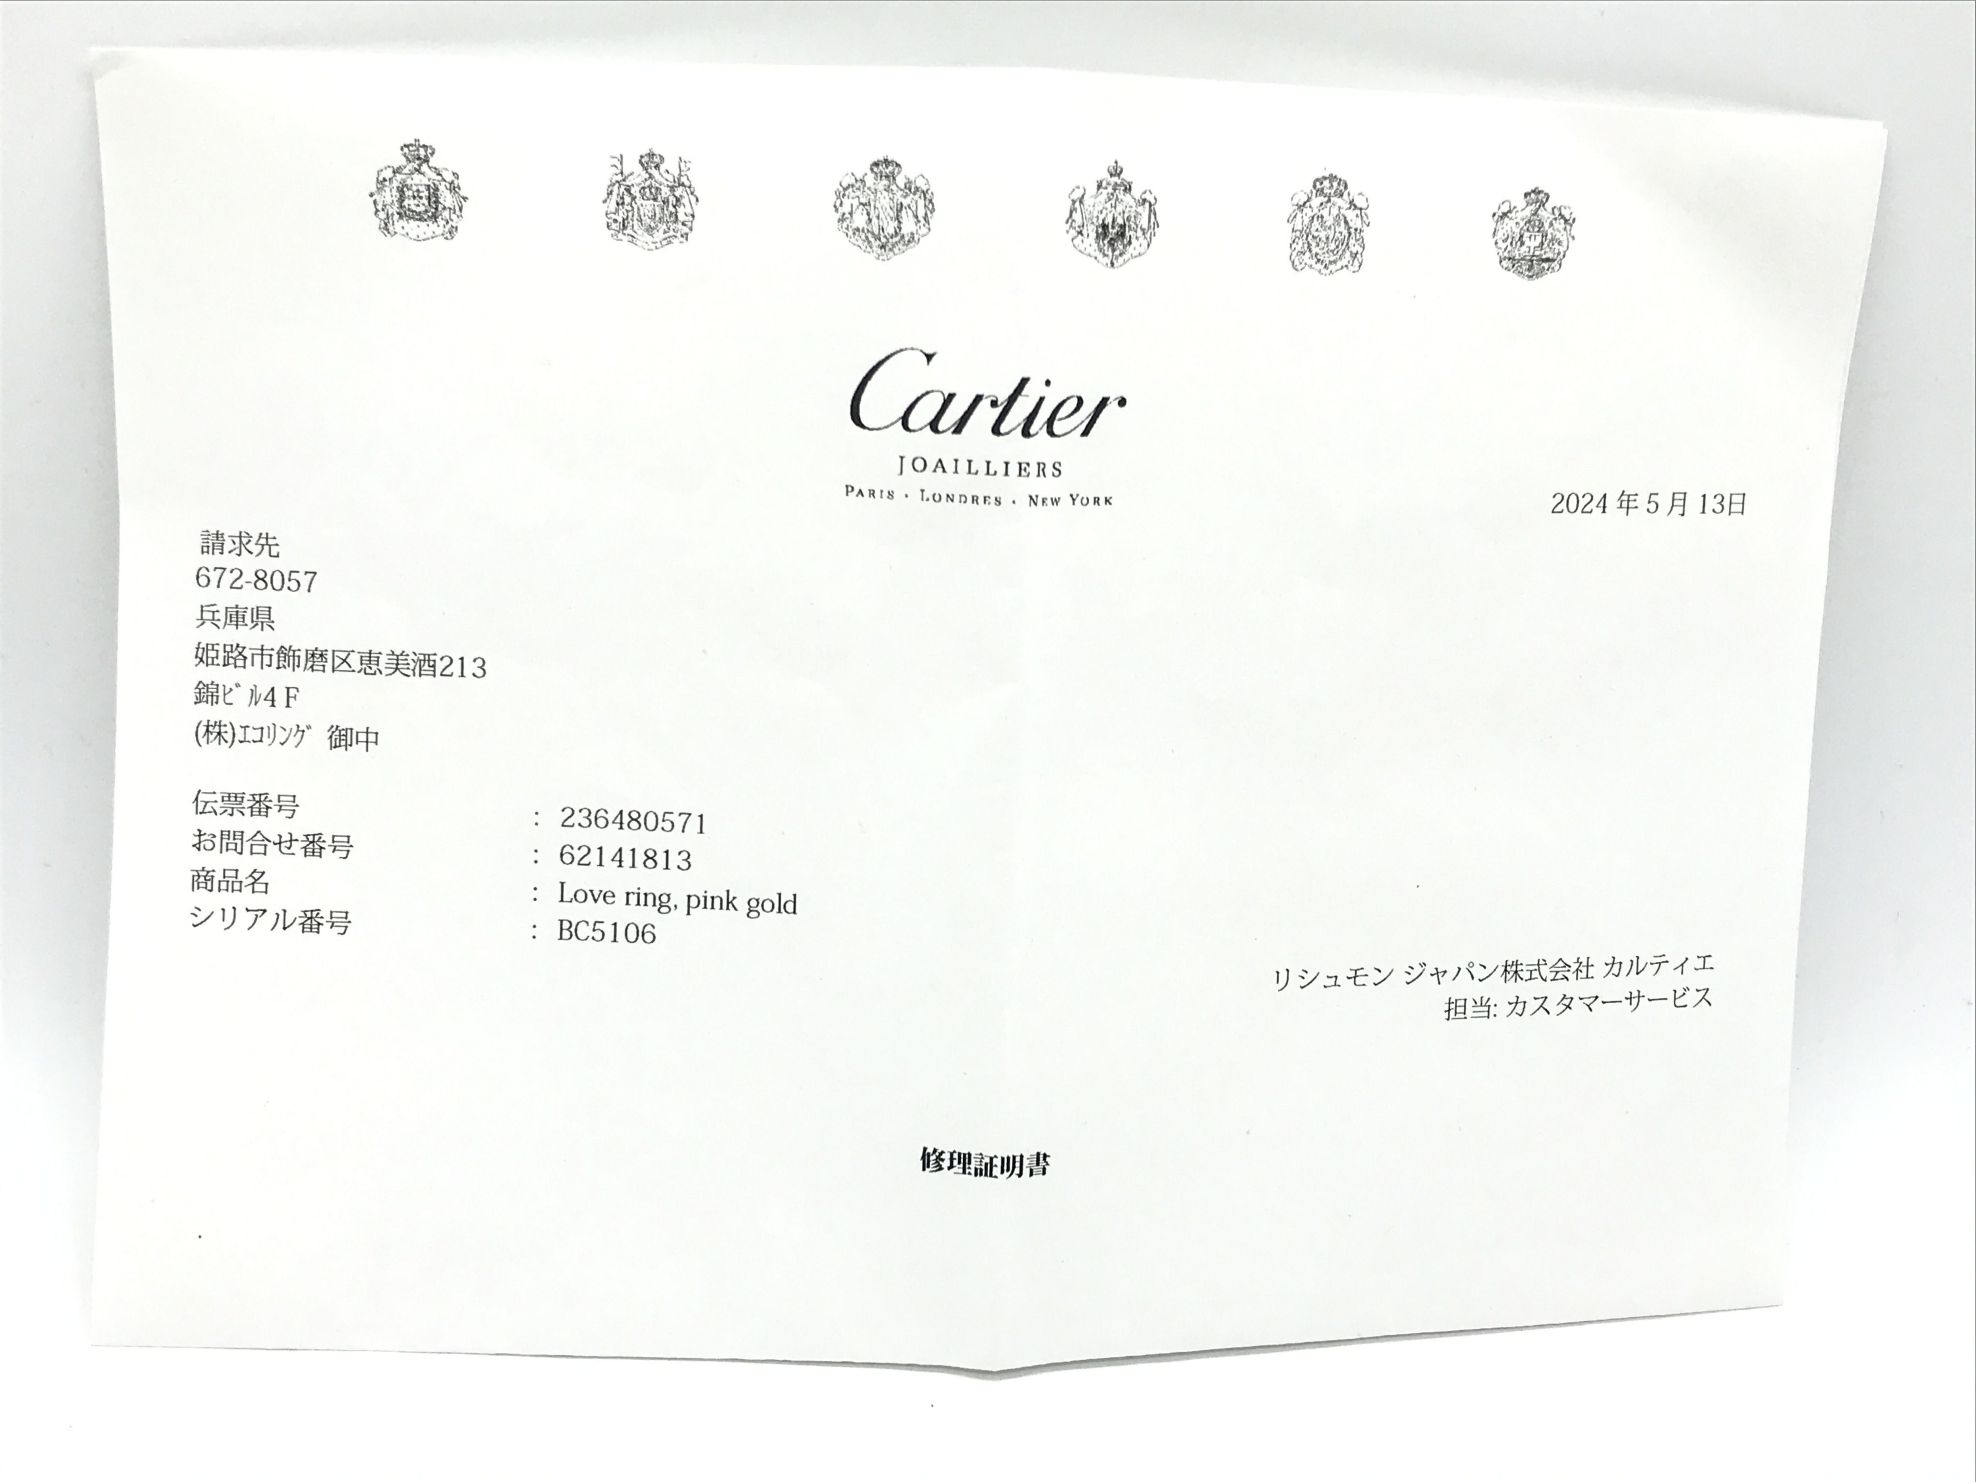 Cartier
JOAILLIERS
PARIS · LONDRES · NEW YORK
2024年5月13日
請求先
672-8057
兵庫県
姫路市飾磨区恵美酒213
錦ﾋﾞﾙ4F
(株)ｴｺﾘﾝｸﾞ 御中
伝票番号 : 236480571
お問合せ番号 : 62141813
商品名 : Love ring, pink gold
シリアル番号 : BC5106
リシュモン ジャパン株式会社 カルティエ
担当: カスタマーサービス
修理証明書